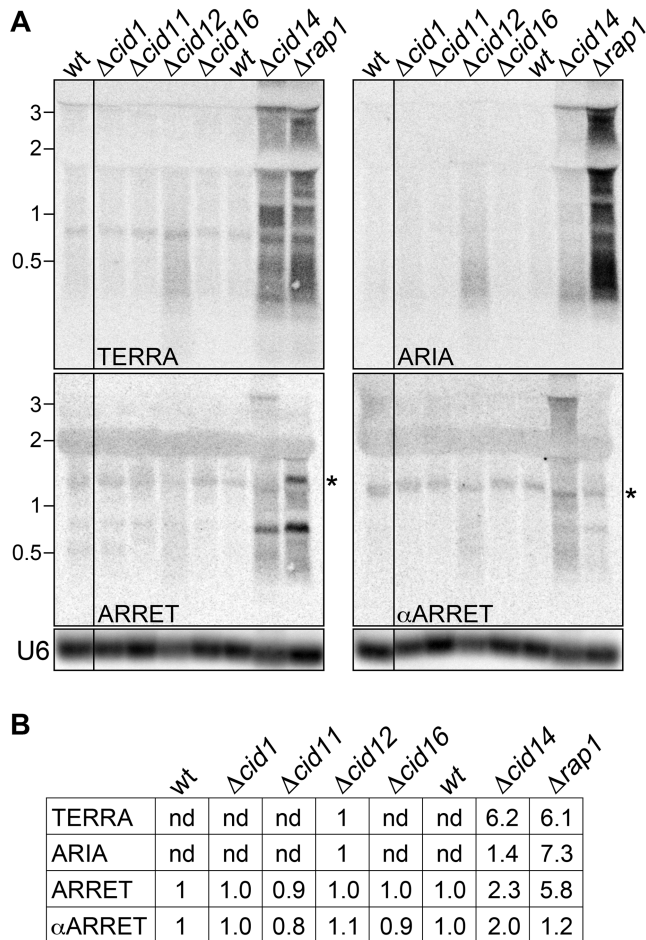 A
wt Δcid1 Δcid11 Δcid12 Δcid16 wt Δcid14 Δrap1
wt Δcid1 Δcid11 Δcid12 Δcid16 wt Δcid14 Δrap1
3
2
1
0.5
TERRA
ARIA
3
2
1
0.5
*
*
ARRET
αARRET
U6
B
wt Δcid1 Δcid11 Δcid12 Δcid16 wt Δcid14 Δrap1
TERRA nd nd nd 1 nd nd 6.2 6.1
ARIA nd nd nd 1 nd nd 1.4 7.3
ARRET 1 1.0 0.9 1.0 1.0 1.0 2.3 5.8
αARRET 1 1.0 0.8 1.1 0.9 1.0 2.0 1.2